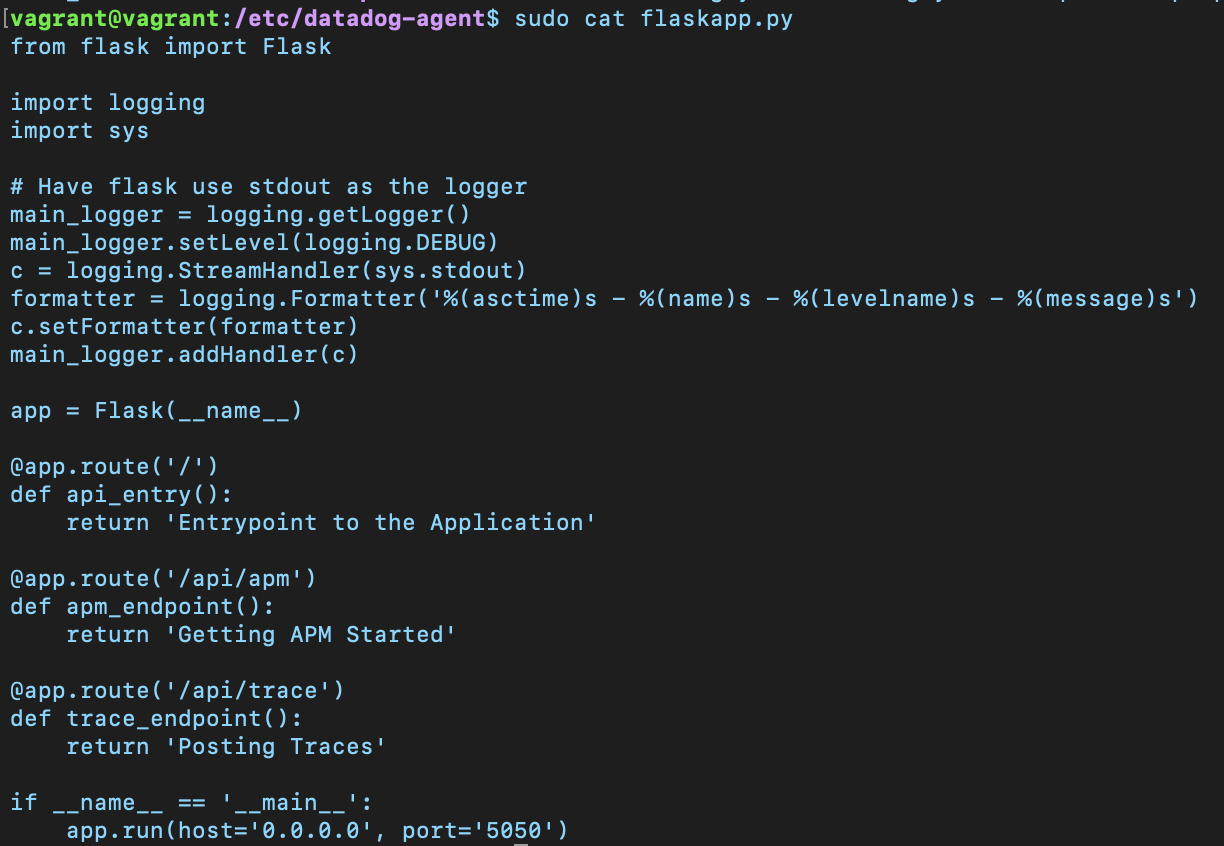 [vagrant@vagrant:/etc/datadog-agent$ sudo cat flaskapp.py
from flask import Flask

import logging
import sys

# Have flask use stdout as the logger
main_logger = logging.getLogger()
main_logger.setLevel(logging.DEBUG)
c = logging.StreamHandler(sys.stdout)
formatter = logging.Formatter('%(asctime)s - %(name)s - %(levelname)s - %(message)s')
c.setFormatter(formatter)
main_logger.addHandler(c)

app = Flask(__name__)

@app.route('/')
def api_entry():
    return 'Entrypoint to the Application'

@app.route('/api/apm')
def apm_endpoint():
    return 'Getting APM Started'

@app.route('/api/trace')
def trace_endpoint():
    return 'Posting Traces'

if __name__ == '__main__':
    app.run(host='0.0.0.0', port='5050')